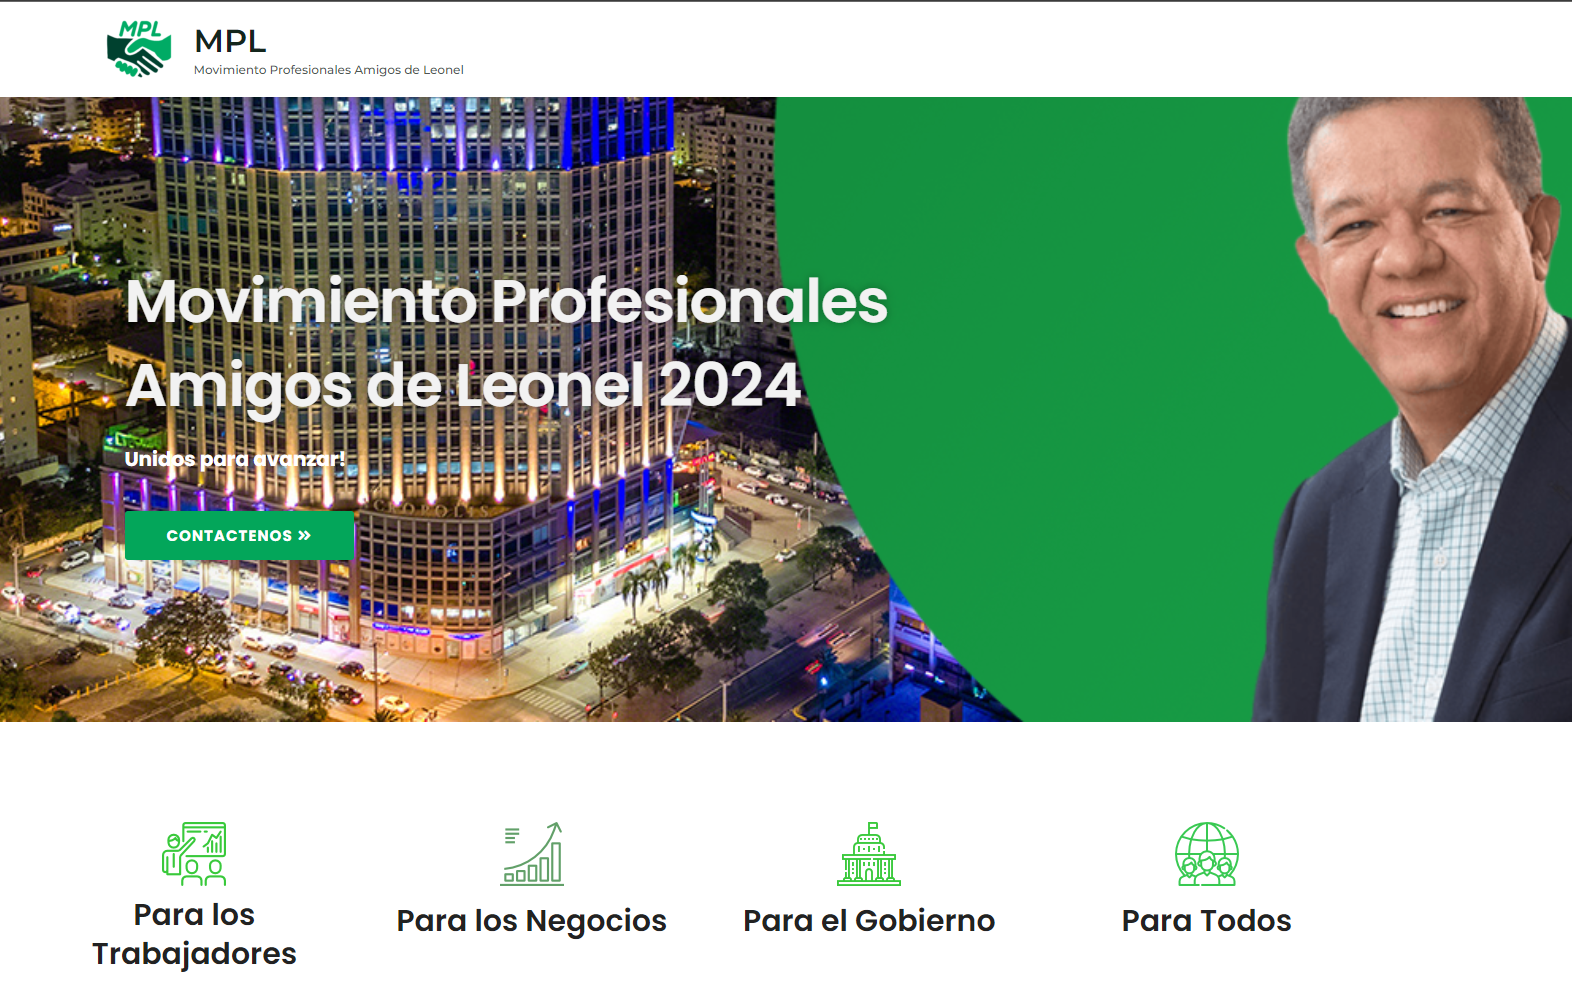 MPL
MPL
Movimiento Profesionales Amigos de Leonel
Movimiento Profesionales
Amigos de Leonel 2024
Unidos para avanzar!
ACROPOLIS
CONTACTENOS »
Para los
Trabajadores
Para los Negocios
Para el Gobierno
Para Todos